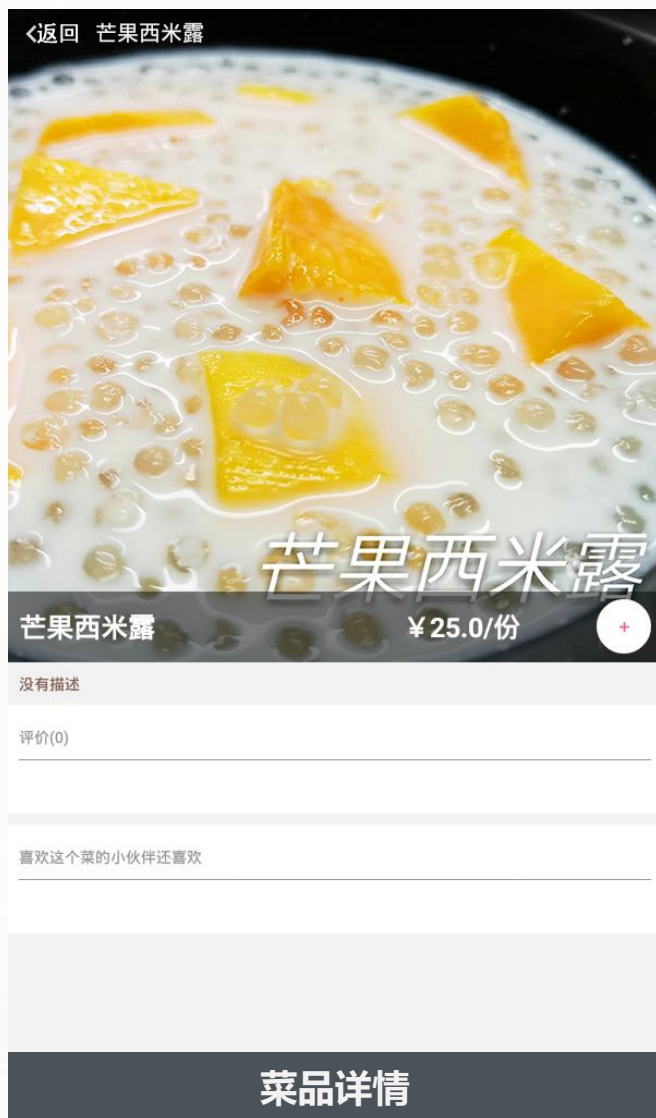 返回 芒果西米露
芒果西米露
芒果西米露 ￥25.0/份 +
没有描述
评价(0)
喜欢这个菜的小伙伴还喜欢
菜品详情